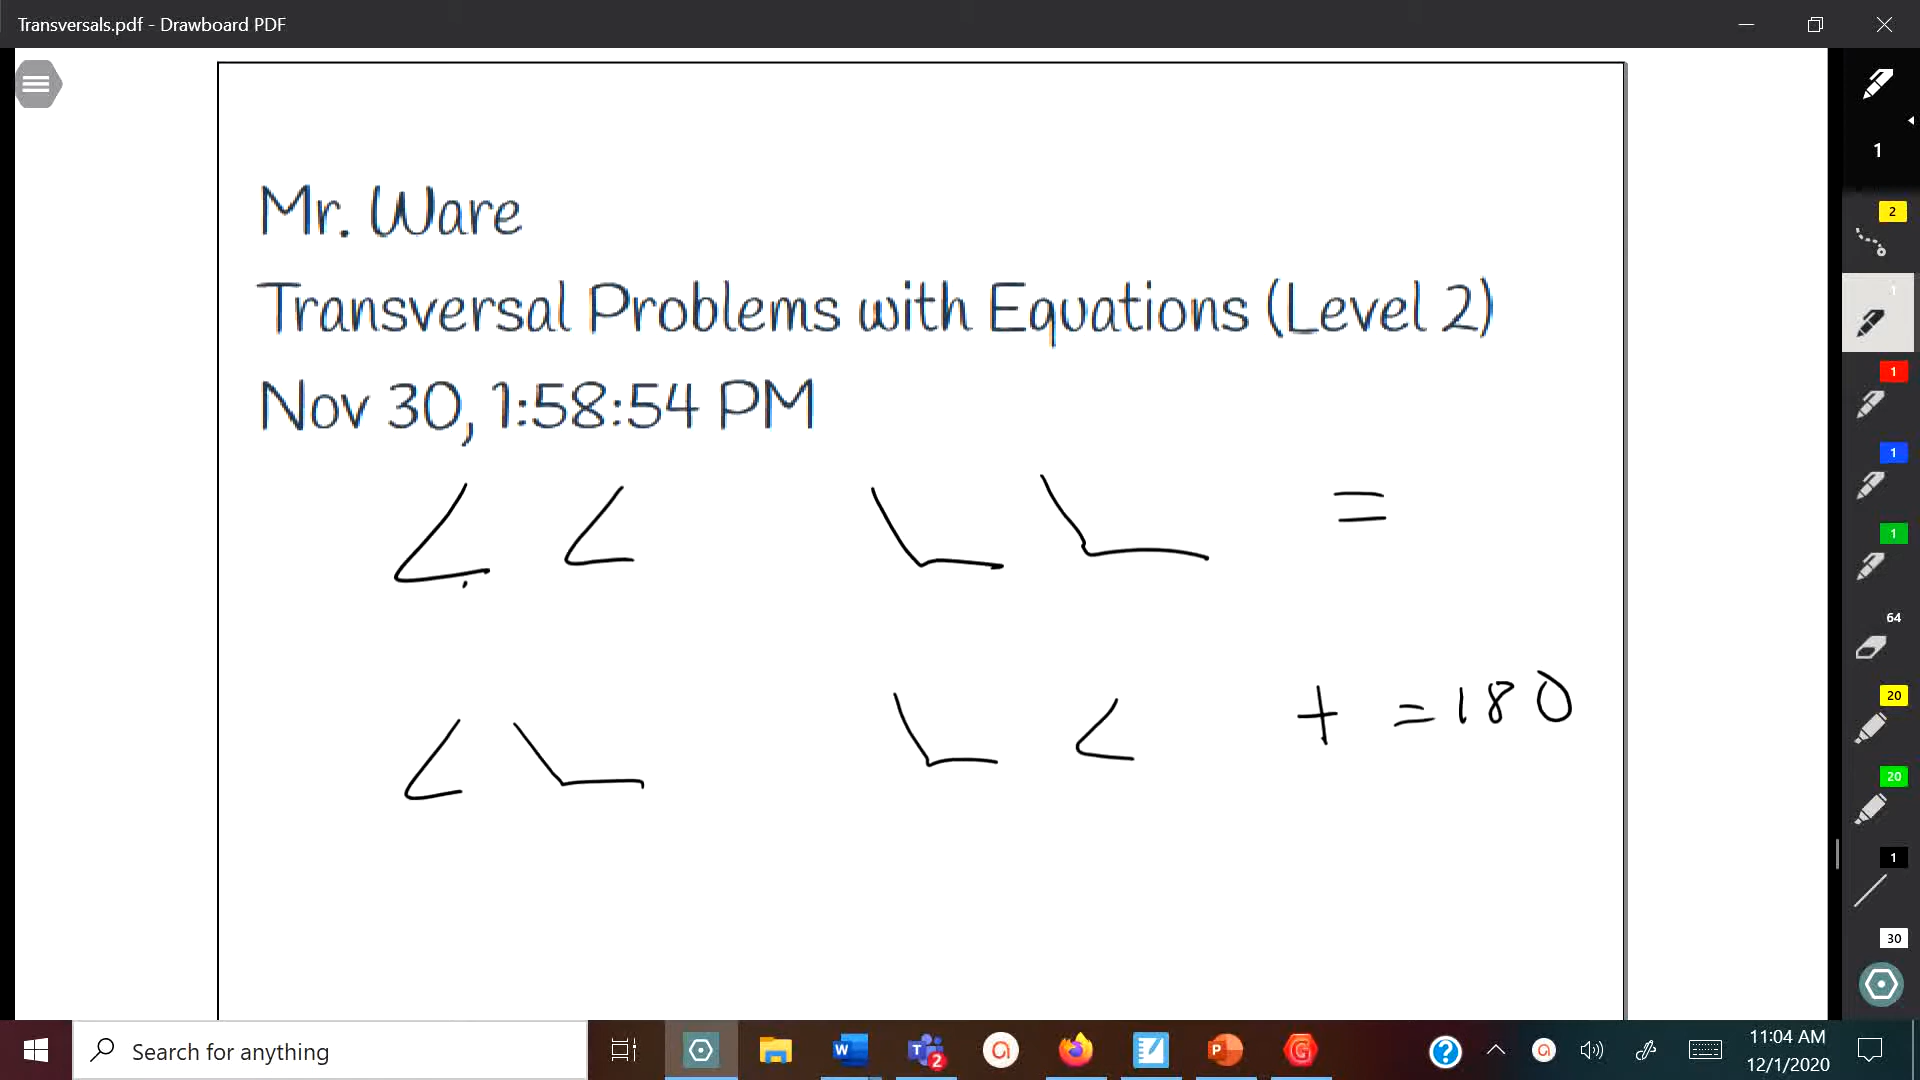 Transversals.pdf - Drawboard PDF
1
2
Mr. Ware
Transversal Problems with Equations (Level 2)
1
1
Nov 30, 1:58:54 PM
1
=
1
64
+ = 180
20
20
1
30
Search for anything
W
T 2
a
P
G
?
a
11:04 AM
12/1/2020